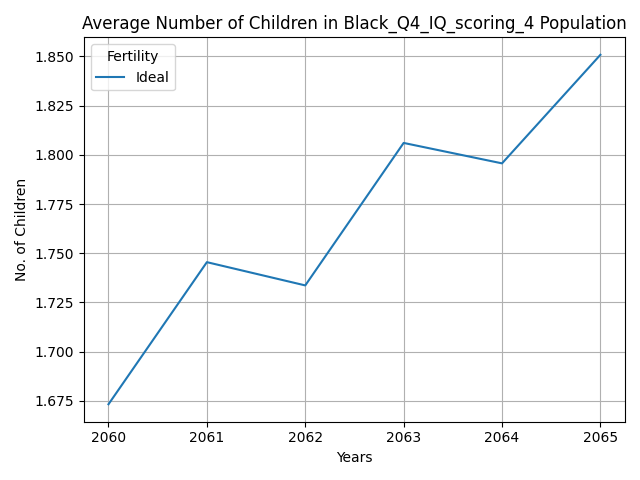 Average Number of Children in Black_Q4_IQ_scoring_4 Population
Fertility
Ideal
1.850
1.825
1.800
1.775
1.750
1.725
1.700
1.675
No. of Children
2060 2061 2062 2063 2064 2065
Years